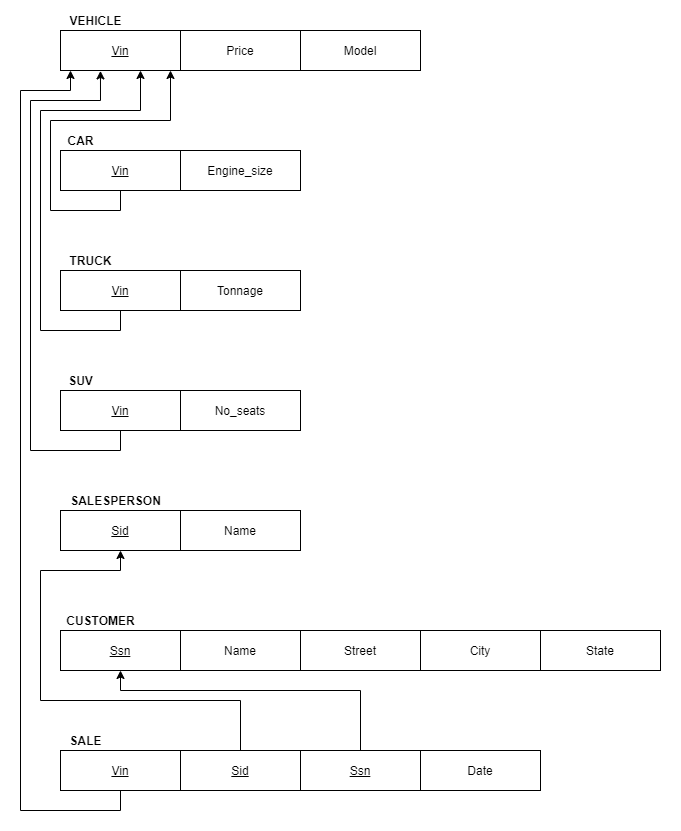 VEHICLE
Vin Price Model
CAR
Vin Engine_size
TRUCK
Vin Tonnage
SUV
Vin No_seats
SALESPERSON
Sid Name
CUSTOMER
Ssn Name Street City State
SALE
Vin Sid Ssn Date